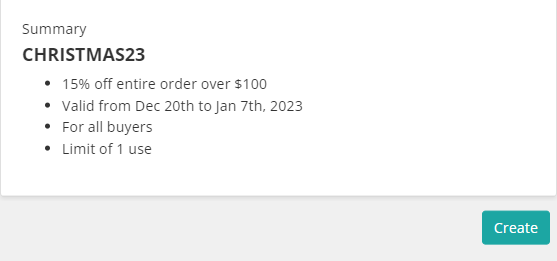 Summary
CHRISTMAS23
15% off entire order over $100
Valid from Dec 20th to Jan 7th, 2023
For all buyers
Limit of 1 use
Create